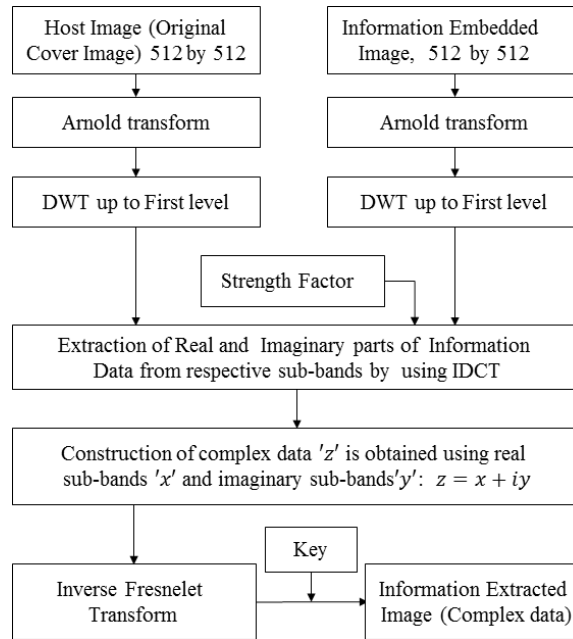 Host Image (Original
Cover Image) 512 by 512
Information Embedded
Image, 512 by 512
Arnold transform
Arnold transform
DWT up to First level
DWT up to First level
Strength Factor
Extraction of Real and Imaginary parts of Information
Data from respective sub-bands by using IDCT
Construction of complex data 'z' is obtained using real
sub-bands 'x' and imaginary sub-bands'y': z = x + iy
Key
Inverse Fresnelet
Transform
Information Extracted
Image (Complex data)